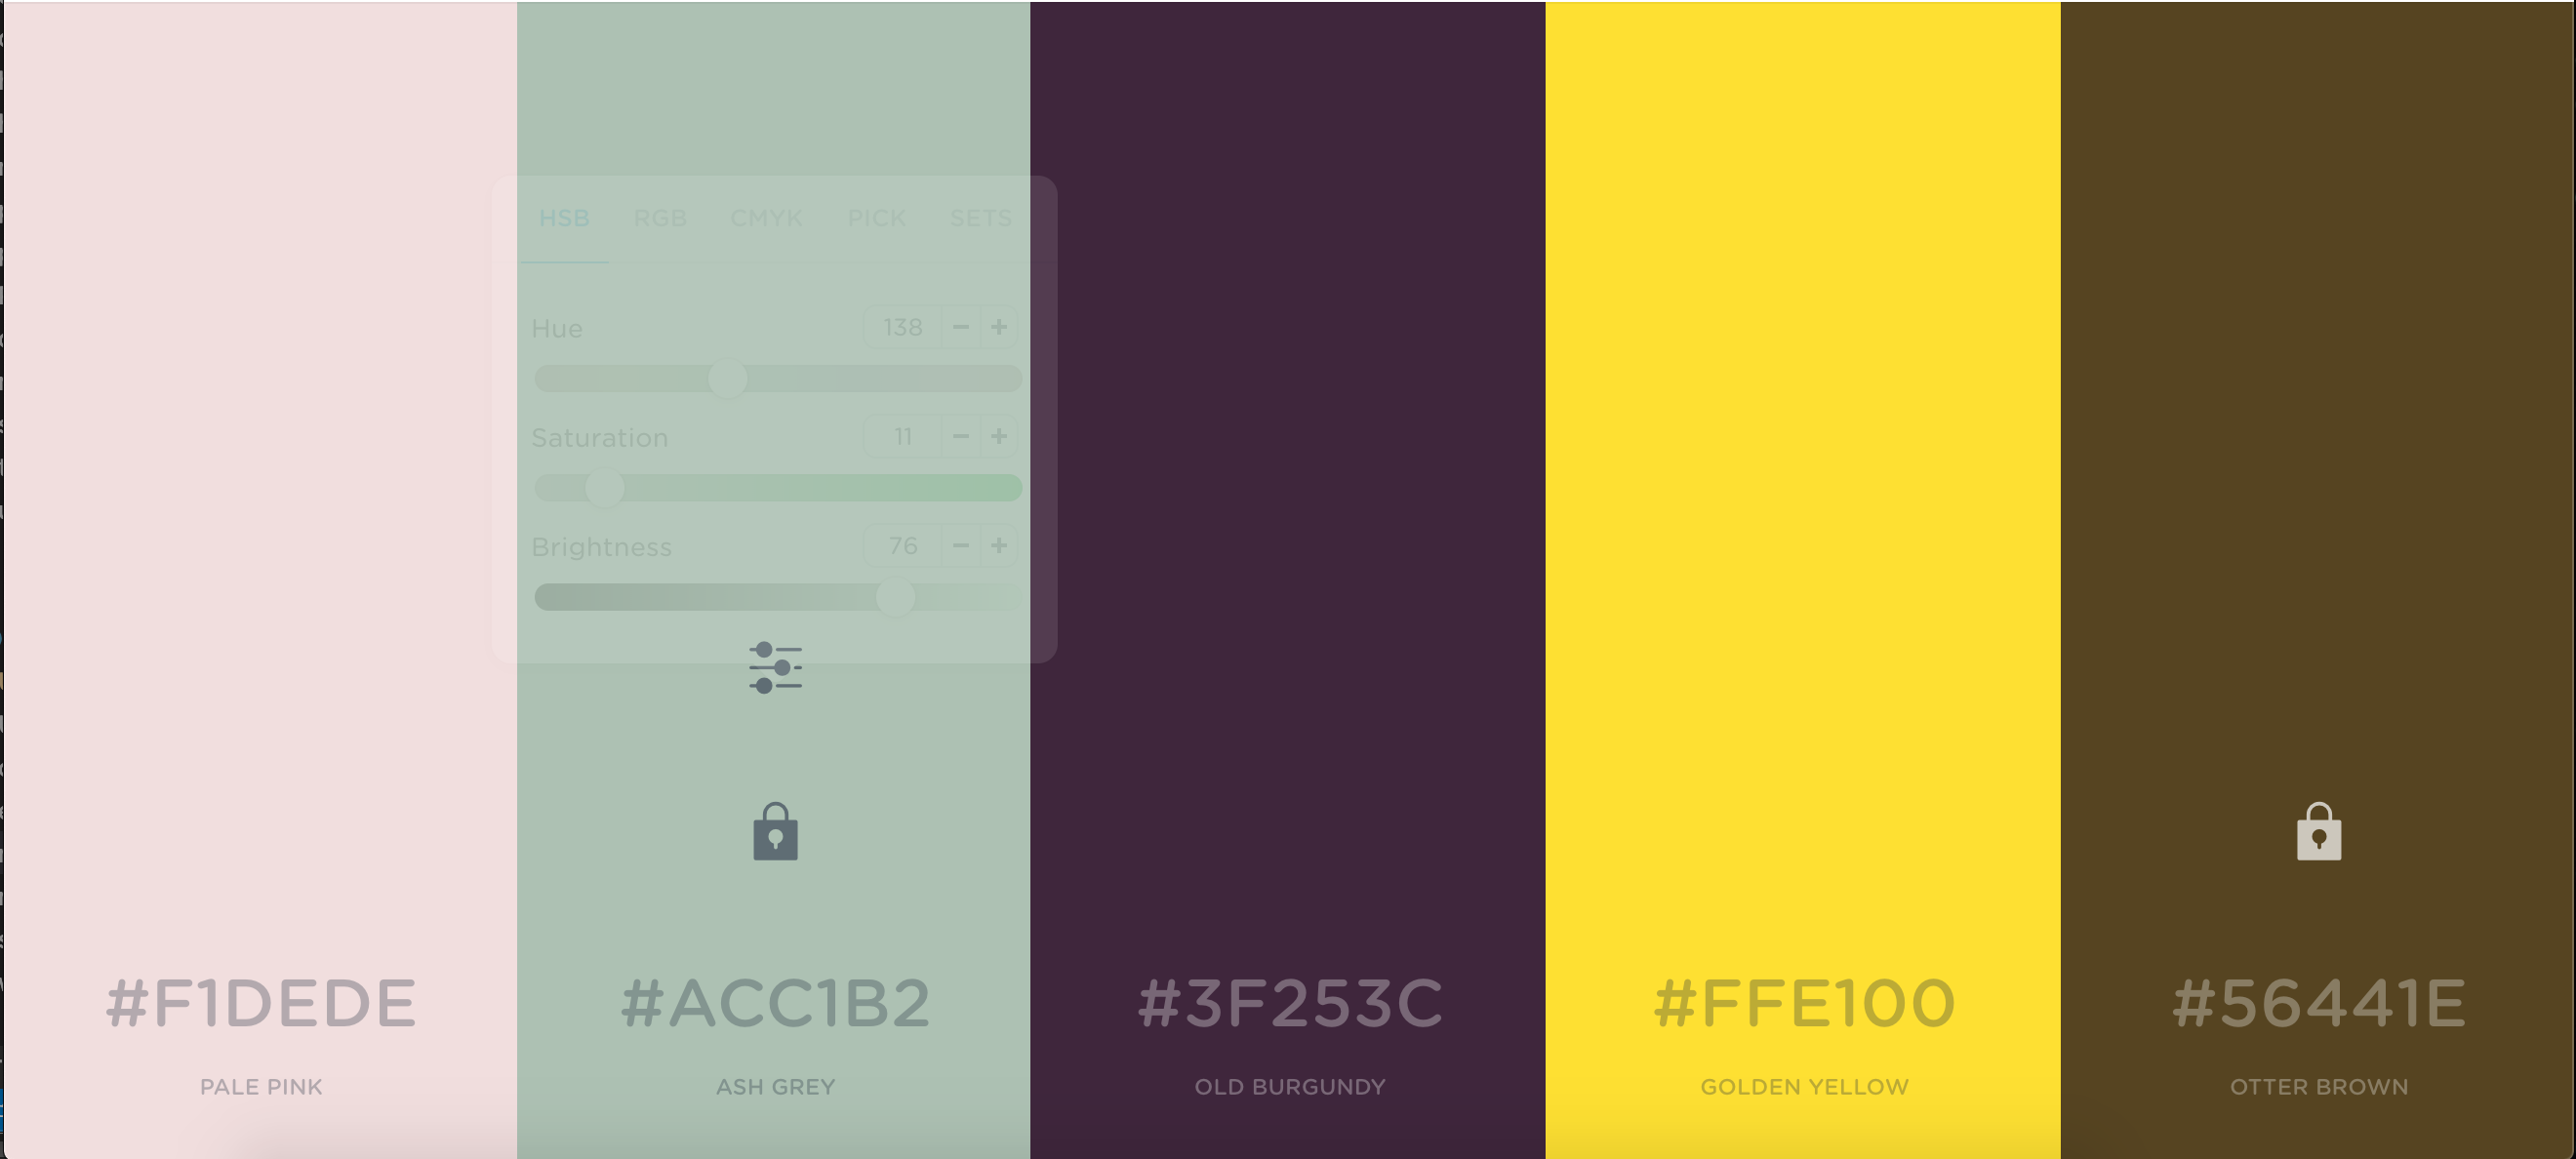 HSB RGB CMYK PICK SETS
Hue 138 − +
Saturation 11 − +
Brightness 76 − +
#F1DEDE #ACC1B2 #3F253C #FFE100 #56441E
PALE PINK ASH GREY OLD BURGUNDY GOLDEN YELLOW OTTER BROWN